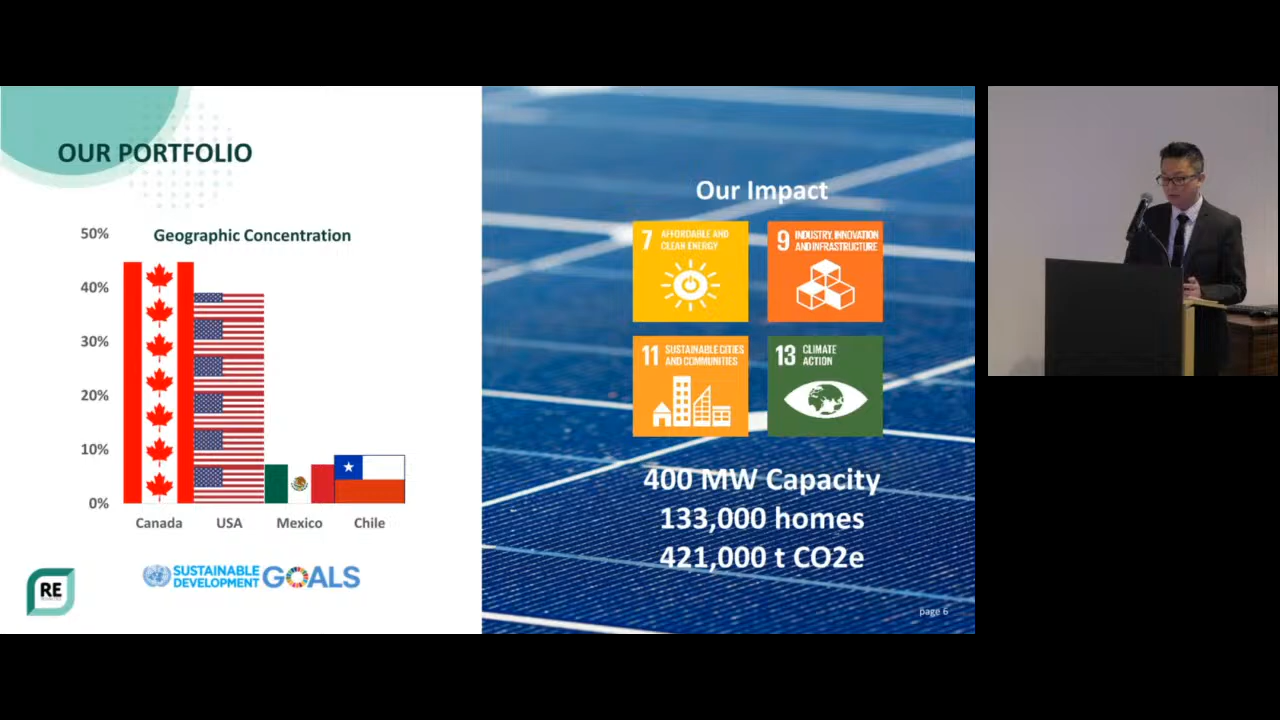 OUR PORTFOLIO
Geographic Concentration
50%
40%
30%
20%
10%
0%
Canada
USA
Mexico
Chile
RE
SUSTAINABLE
DEVELOPMENT
GOALS
Our Impact
7 AFFORDABLE AND
CLEAN ENERGY
9 INDUSTRY, INNOVATION
AND INFRASTRUCTURE
11 SUSTAINABLE CITIES
AND COMMUNITIES
13 CLIMATE
ACTION
400 MW Capacity
133,000 homes
421,000 t CO2e
page 6